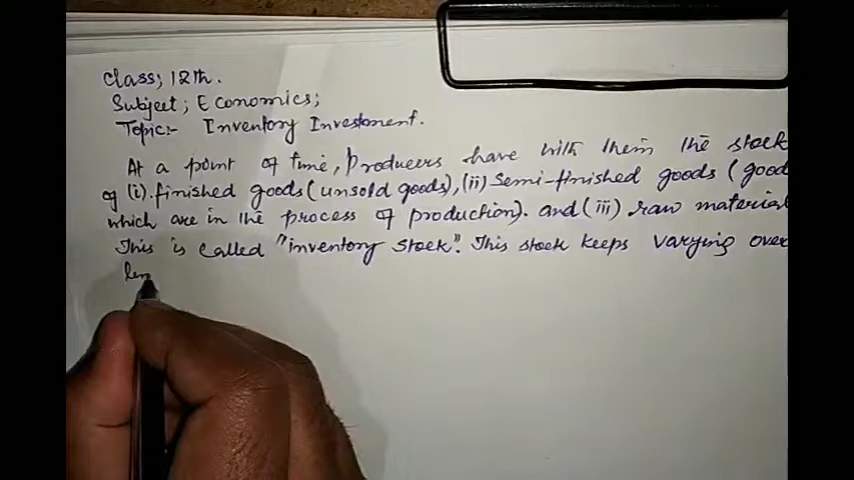 Class; 12th.
Subject; Economics;
Topic:- Inventory Investment.
At a point of time, producers have with them the stock
of (i). finished goods (unsold goods), (ii) Semi-finished goods (good
which are in the process of production). and (iii) raw material
This is called "inventory stock". This stock keeps varying over